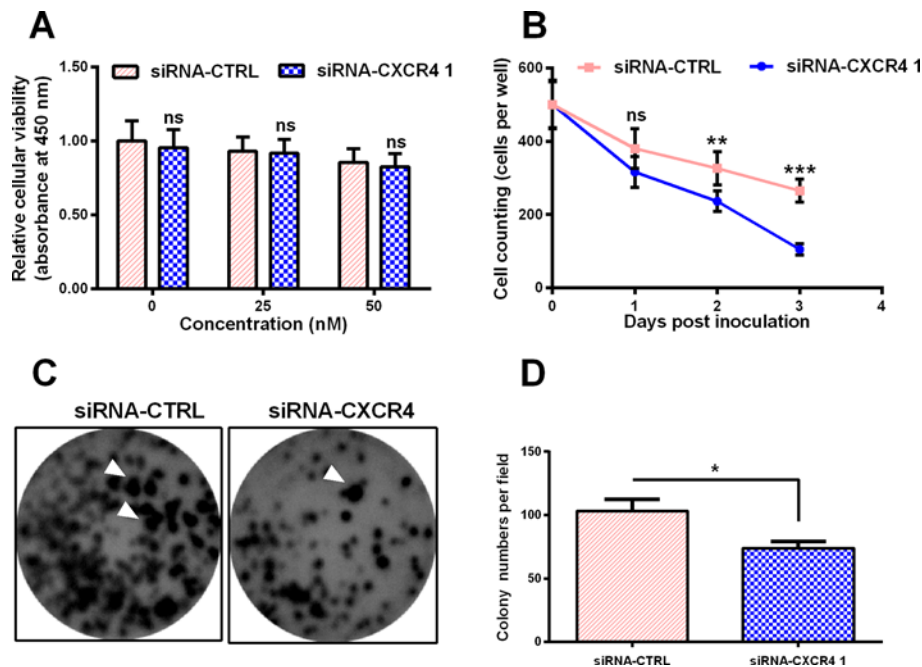 A
siRNA-CTRL siRNA-CXCR4 1
Relative cellular viability
(absorbance at 450 nm)
1.50
1.00
0.50
0.00
ns
ns
ns
0 25 50
Concentration (nM)
B
siRNA-CTRL siRNA-CXCR4 1
Cell counting (cells per well)
600
400
200
0
ns
**
***
0 1 2 3 4
Days post inoculation
C
siRNA-CTRL siRNA-CXCR4
D
Colony numbers per field
150
100
50
0
*
siRNA-CTRL siRNA-CXCR4 1